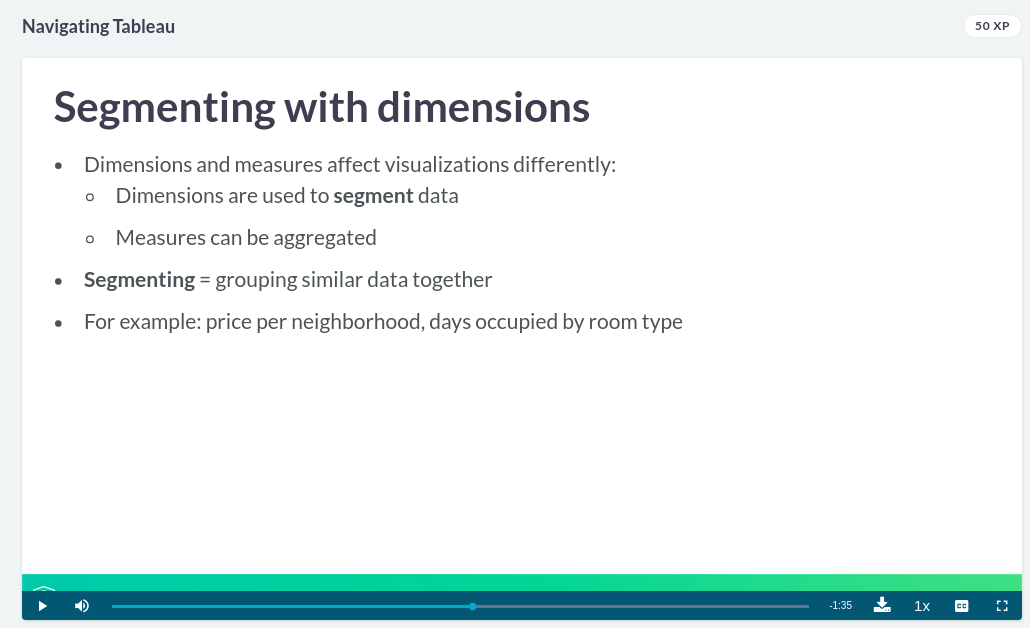 Navigating Tableau
50 XP
Segmenting with dimensions
• Dimensions and measures affect visualizations differently:
○ Dimensions are used to segment data
○ Measures can be aggregated
• Segmenting = grouping similar data together
• For example: price per neighborhood, days occupied by room type
-1:35
1x
CC